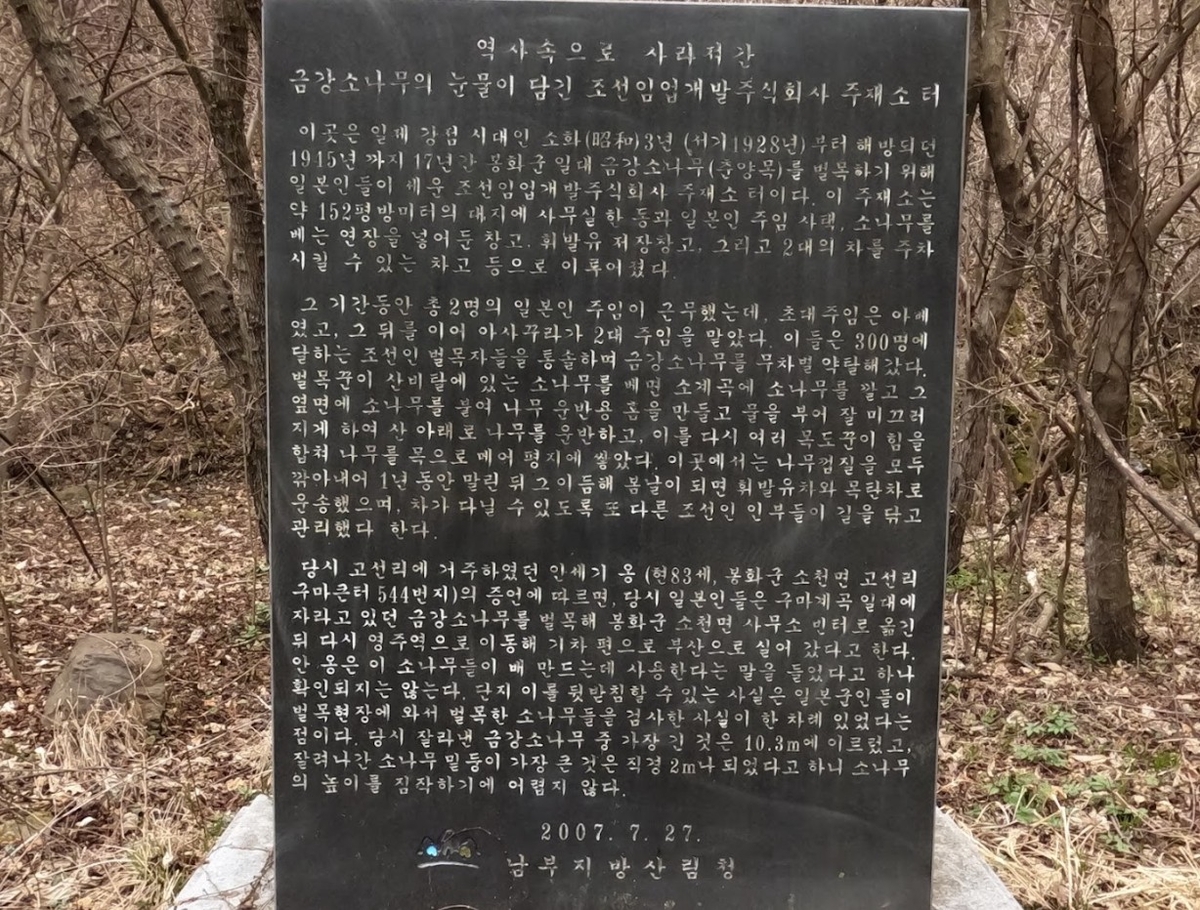 역사속으로 사라져간
금강소나무의 눈물이 담긴 조선임업개발주식회사 주재소 터
이곳은 일제 강점 시대인 소화(昭和)3년 (서기1928년) 부터 해방되던
1945년 까지 17년간 봉화군일대 금강소나무(춘양목)를 벌목하기 위해
일본인들이 세운 조선임업개발주식회사 주재소 터이다. 이 주재소는
약 152평방미터의 대지에 사무실 한 동과 일본인 주임 사택, 소나무를
베는 연장을 넣어 둔 창고, 휘발유 저장창고, 그리고 2대의 차를 주차
시킬 수 있는 차고 등으로 이루어졌다.
그 기간동안 총 2명의 일본인 주임이 근무했는데, 초대 주임은 아베
였고, 그 뒤를 이어 아사꾸라가 2대 주임을 맡았다. 이들은 300명에
달하는 조선인 벌목자들을 통솔하며 금강소나무를 무차별 약탈해 갔다.
벌목꾼이 산비탈에 있는 소나무를 베면 소계곡에 소나무를 깔고 그
옆면에 소나무를 붙여 나무 운반용 홈을 만들고 물을 부어 잘 미끄러
지게 하여 산 아래로 나무를 운반하고, 이를 다시 여러 목도꾼이 힘을
합쳐 나무를 목으로 메어 평지에 쌓았다. 이곳에서는 나무껍질을 모두
깎아내어 1년 동안 말린 뒤 그 이듬해 봄날이 되면 휘발유차와 목탄차로
운송했으며, 차가 다닐 수 있도록 또 다른 조선인 인부들이 길을 닦고
관리했다 한다.
당시 고선리에 거주하였던 안세기 옹 (현83세, 봉화군 소천면 고선리
구마큰터 544번지)의 증언에 따르면, 당시 일본인들은 구마계곡 일대에
자라고 있던 금강소나무를 벌목해 봉화군 소천면 사무소 빈터로 옮긴
뒤 다시 영주역으로 이동해 기차 편으로 부산으로 실어 갔다고 한다.
안 옹은 이 소나무들이 배 만드는데 사용한다는 말을 들었다고 하나
확인되지는 않는다. 단지 이를 뒷받침할 수 있는 사실은 일본군인들이
벌목현장에 와서 벌목한 소나무들을 검사한 사실이 한 차례 있었다는
점이다. 당시 잘라낸 금강소나무 중 가장 긴 것은 10.3m에 이르렀고,
잘려나간 소나무 밑둥이 가장 큰 것은 직경 2m나 되었다고 하니 소나무
의 높이를 짐작하기에 어렵지 않다.
2007. 7. 27.
남부지방산림청